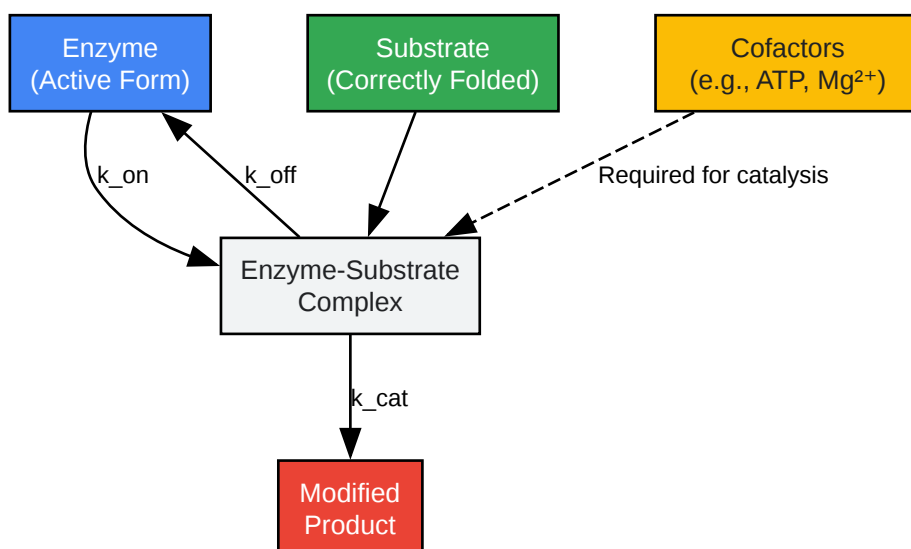 Enzyme
(Active Form)
Substrate
(Correctly Folded)
Cofactors
(e.g., ATP, Mg²⁺)
k_on
k_off
Required for catalysis
Enzyme-Substrate
Complex
k_cat
Modified
Product